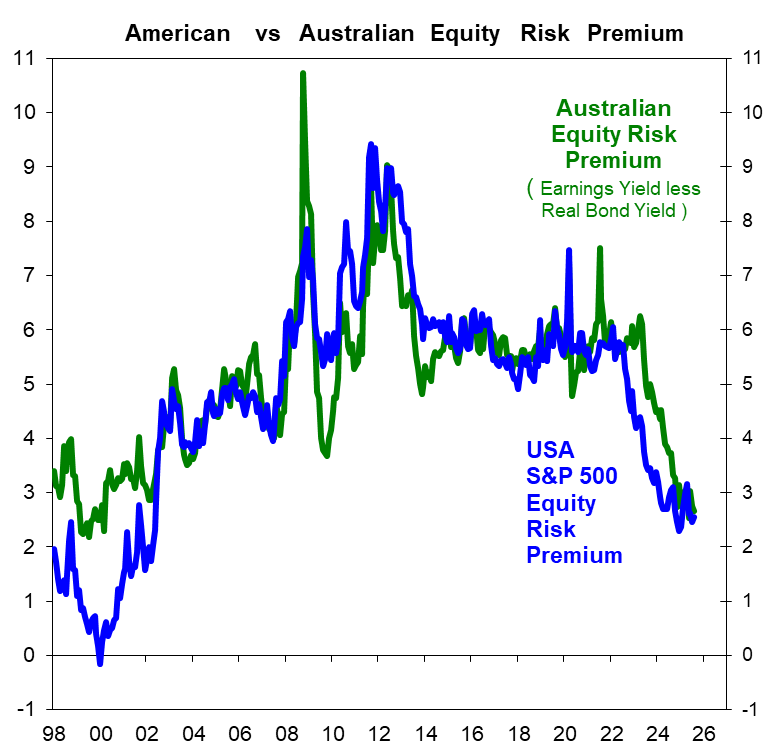 American vs Australian Equity Risk Premium
11
11
10
10
9
9
8
8
7
7
6
6
5
5
4
4
3
3
2
2
1
1
0
0
-1
-1
Australian
Equity Risk
Premium
( Earnings Yield less
Real Bond Yield )
USA
S&P 500
Equity
Risk
Premium
98 00 02 04 06 08 10 12 14 16 18 20 22 24 26